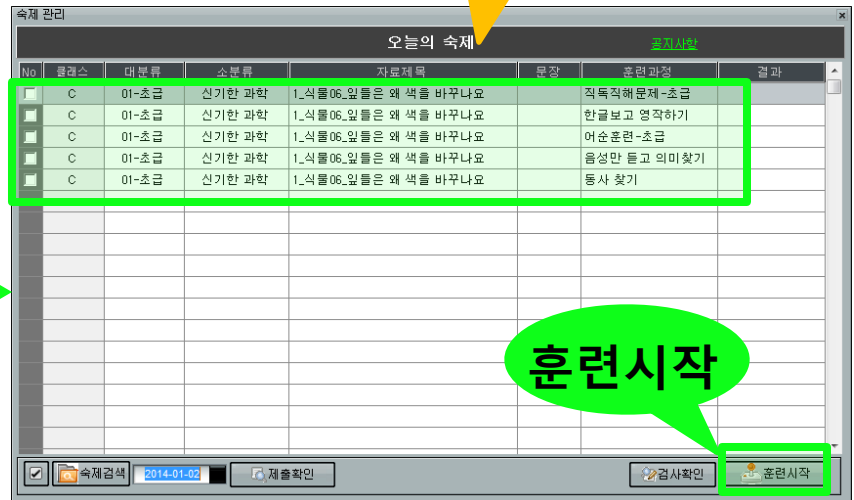 숙제 관리
오늘의 숙제 공지사항
No 클래스 대분류 소분류 자료제목 문장 훈련과정 결과
C 01-초급 신기한 과학 1_식물06_잎들은 왜 색을 바꾸나요 직독직해문제-초급
C 01-초급 신기한 과학 1_식물06_잎들은 왜 색을 바꾸나요 한글보고 영작하기
C 01-초급 신기한 과학 1_식물06_잎들은 왜 색을 바꾸나요 어순훈련-초급
C 01-초급 신기한 과학 1_식물06_잎들은 왜 색을 바꾸나요 음성만 듣고 의미찾기
C 01-초급 신기한 과학 1_식물06_잎들은 왜 색을 바꾸나요 동사 찾기
훈련시작
숙제검색 2014-01-02 제출확인 검사확인 훈련시작